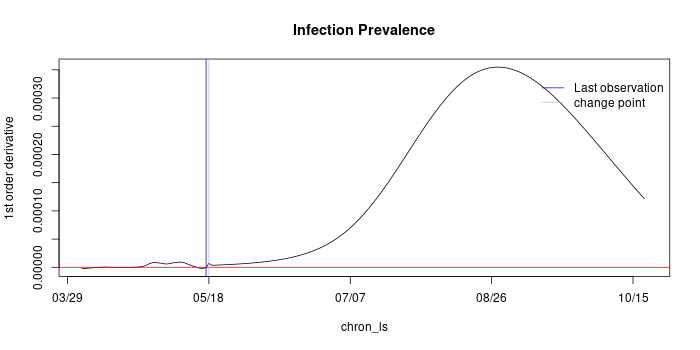 Infection Prevalence
1st order derivative
0.00030
0.00020
0.00010
0.00000
Last observation
change point
03/29 05/18 07/07 08/26 10/15
chron_ls